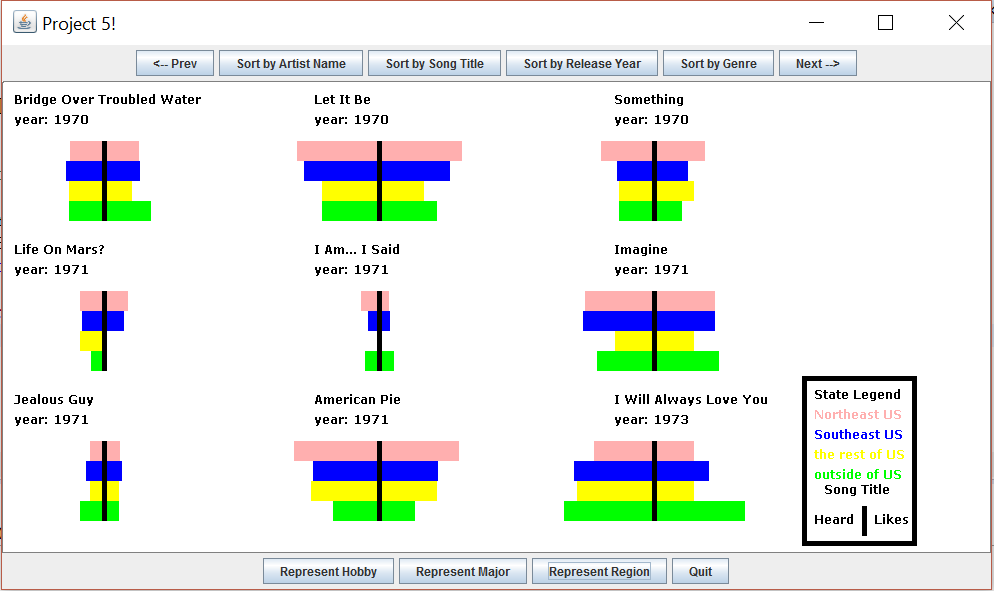 Project 5!
<-- Prev
Sort by Artist Name
Sort by Song Title
Sort by Release Year
Sort by Genre
Next -->
Bridge Over Troubled Water
year: 1970
Let It Be
year: 1970
Something
year: 1970
Life On Mars?
year: 1971
I Am... I Said
year: 1971
Imagine
year: 1971
Jealous Guy
year: 1971
American Pie
year: 1971
I Will Always Love You
year: 1973
State Legend
Northeast US
Southeast US
the rest of US
outside of US
Song Title
Heard
Likes
Represent Hobby
Represent Major
Represent Region
Quit